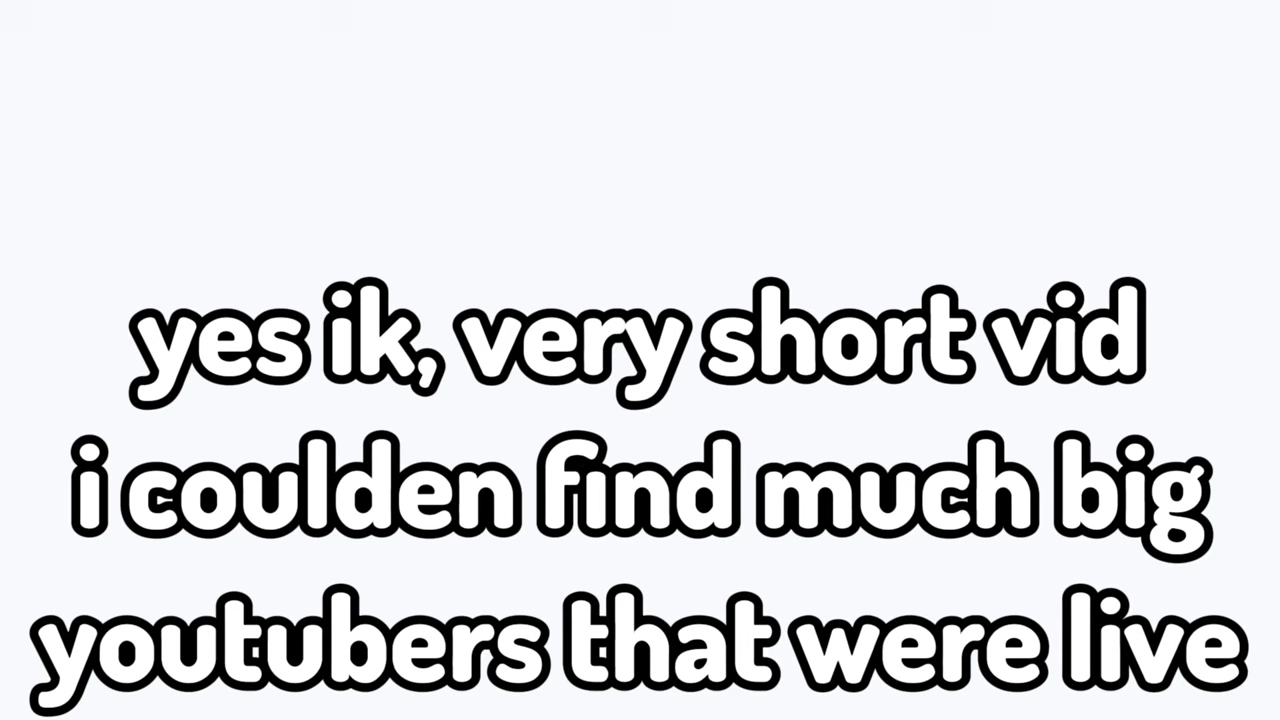 yes ik, very short vid
i coulden find much big
youtubers that were live